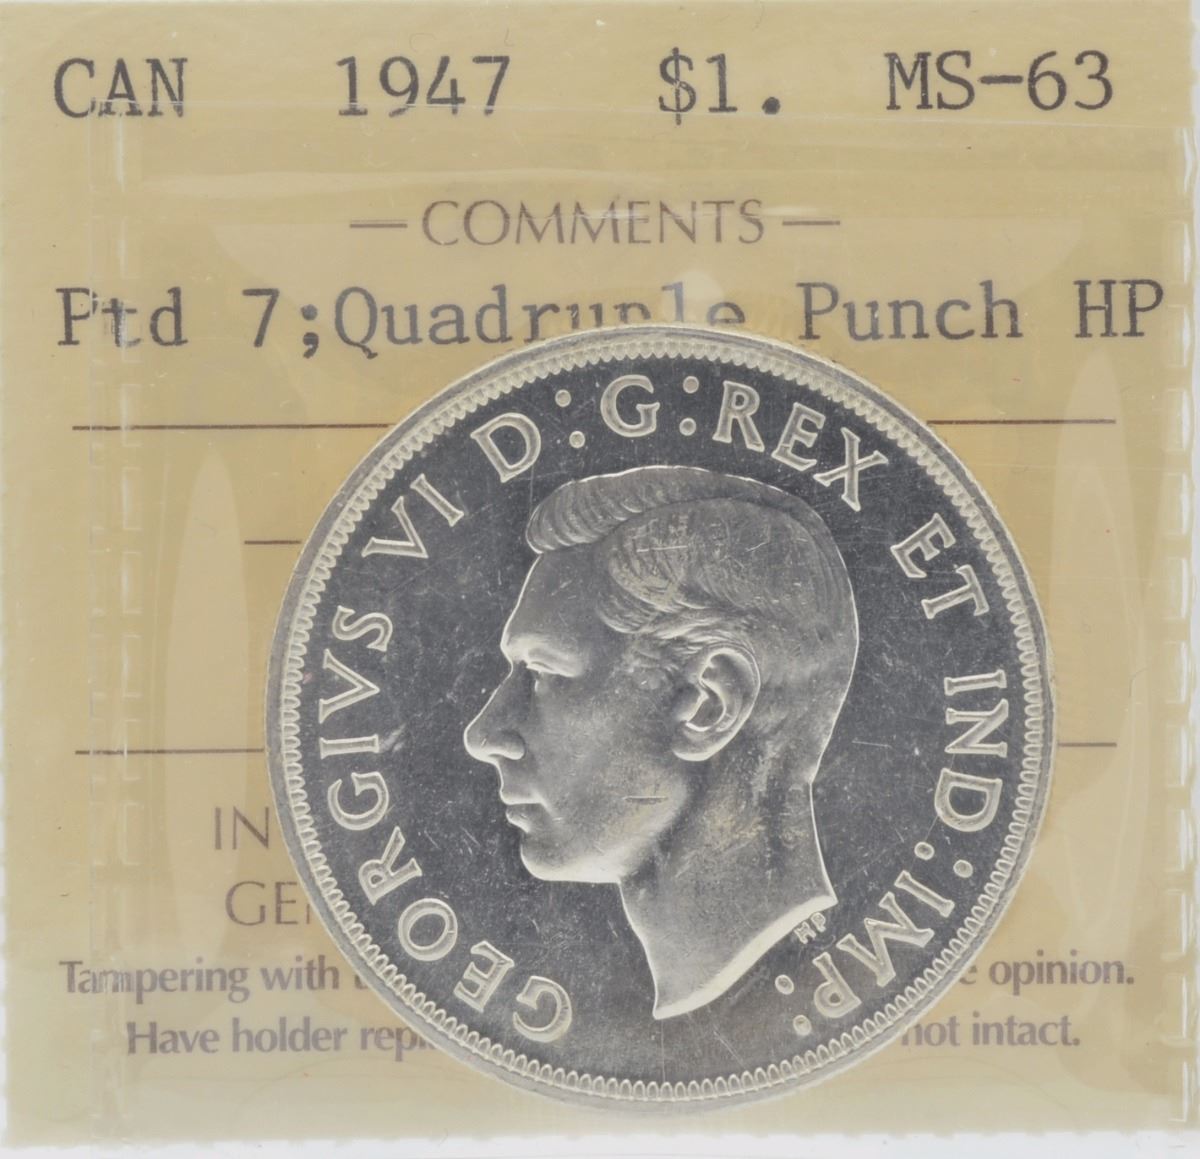 CAN 1947 $1. MS-63
— COMMENTS —
Ptd 7;Quadruple Punch HP
GEORGIVS VI D:G:REX ET IND:IMP:
HP
IN
GE
Tampering with opinion.
Have holder not intact.